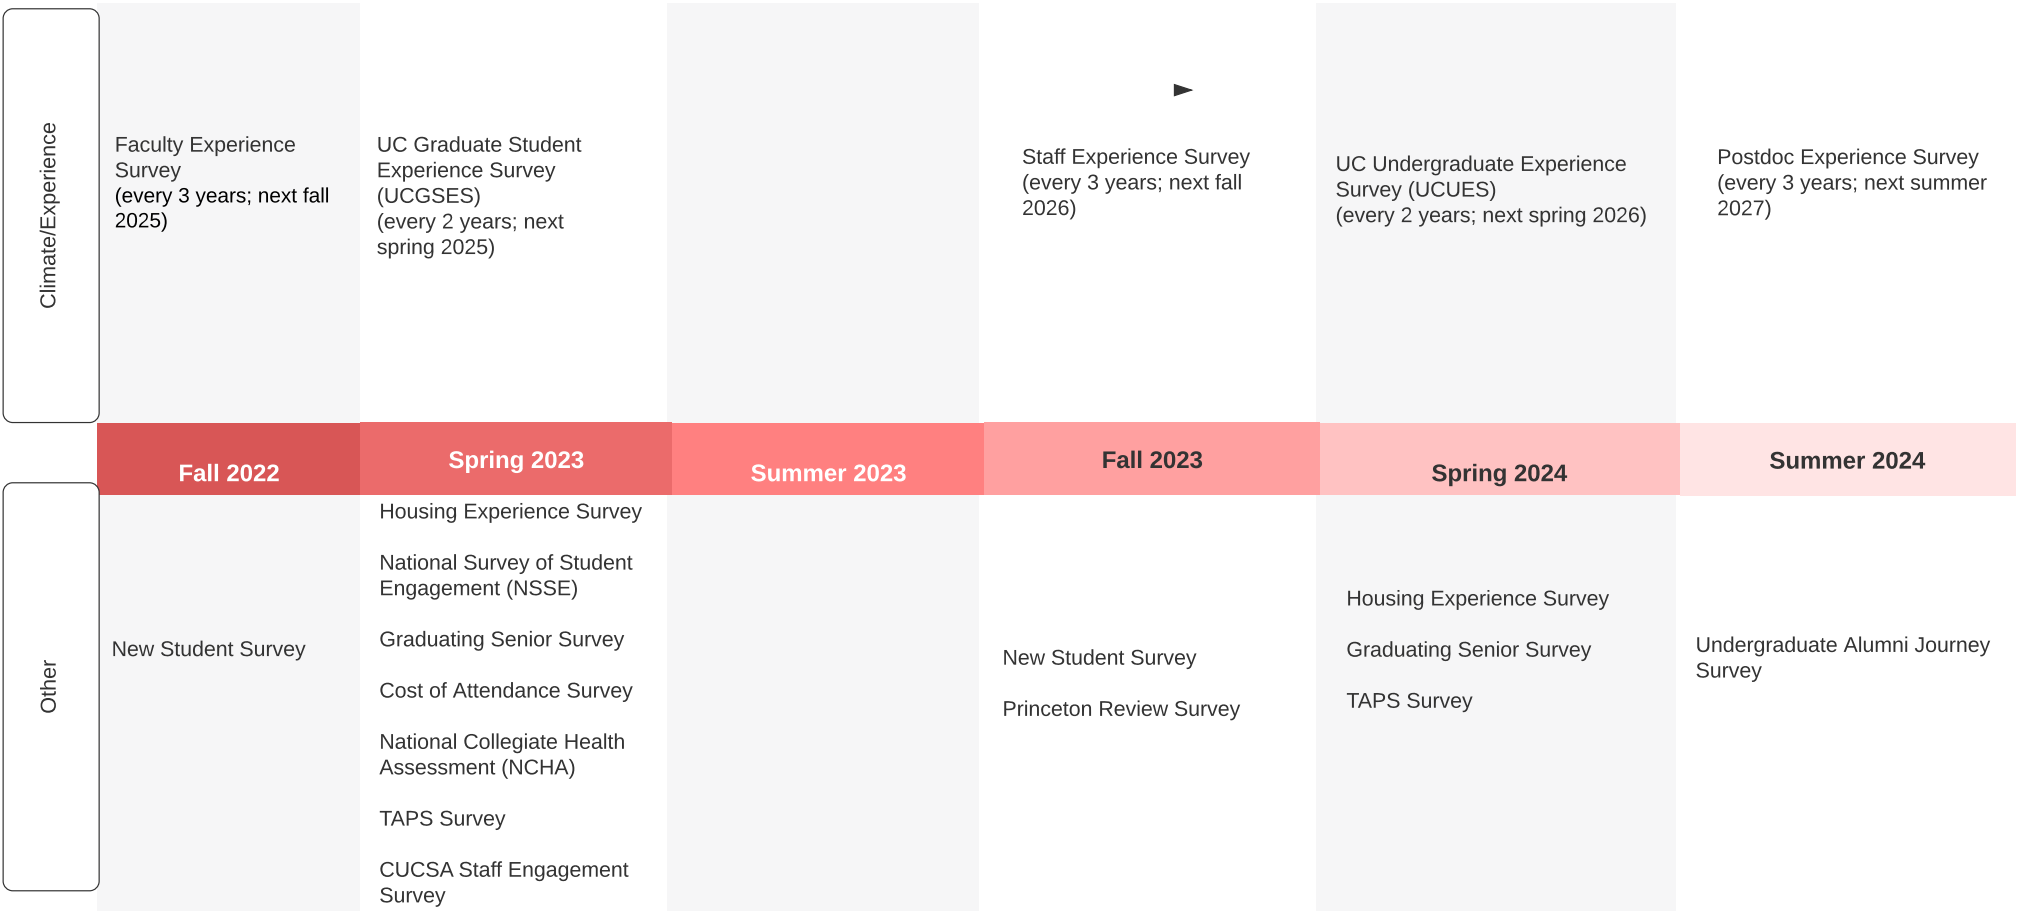 Climate/Experience
Faculty Experience
Survey
(every 3 years; next fall
2025)
UC Graduate Student
Experience Survey
(UCGSES)
(every 2 years; next
spring 2025)
Staff Experience Survey
(every 3 years; next fall
2026)
UC Undergraduate Experience
Survey (UCUES)
(every 2 years; next spring 2026)
Postdoc Experience Survey
(every 3 years; next summer
2027)
Fall 2022
Spring 2023
Summer 2023
Fall 2023
Spring 2024
Summer 2024
Other
New Student Survey
Housing Experience Survey
National Survey of Student
Engagement (NSSE)
Graduating Senior Survey
Cost of Attendance Survey
National Collegiate Health
Assessment (NCHA)
TAPS Survey
CUCSA Staff Engagement
Survey
New Student Survey
Princeton Review Survey
Housing Experience Survey
Graduating Senior Survey
TAPS Survey
Undergraduate Alumni Journey
Survey